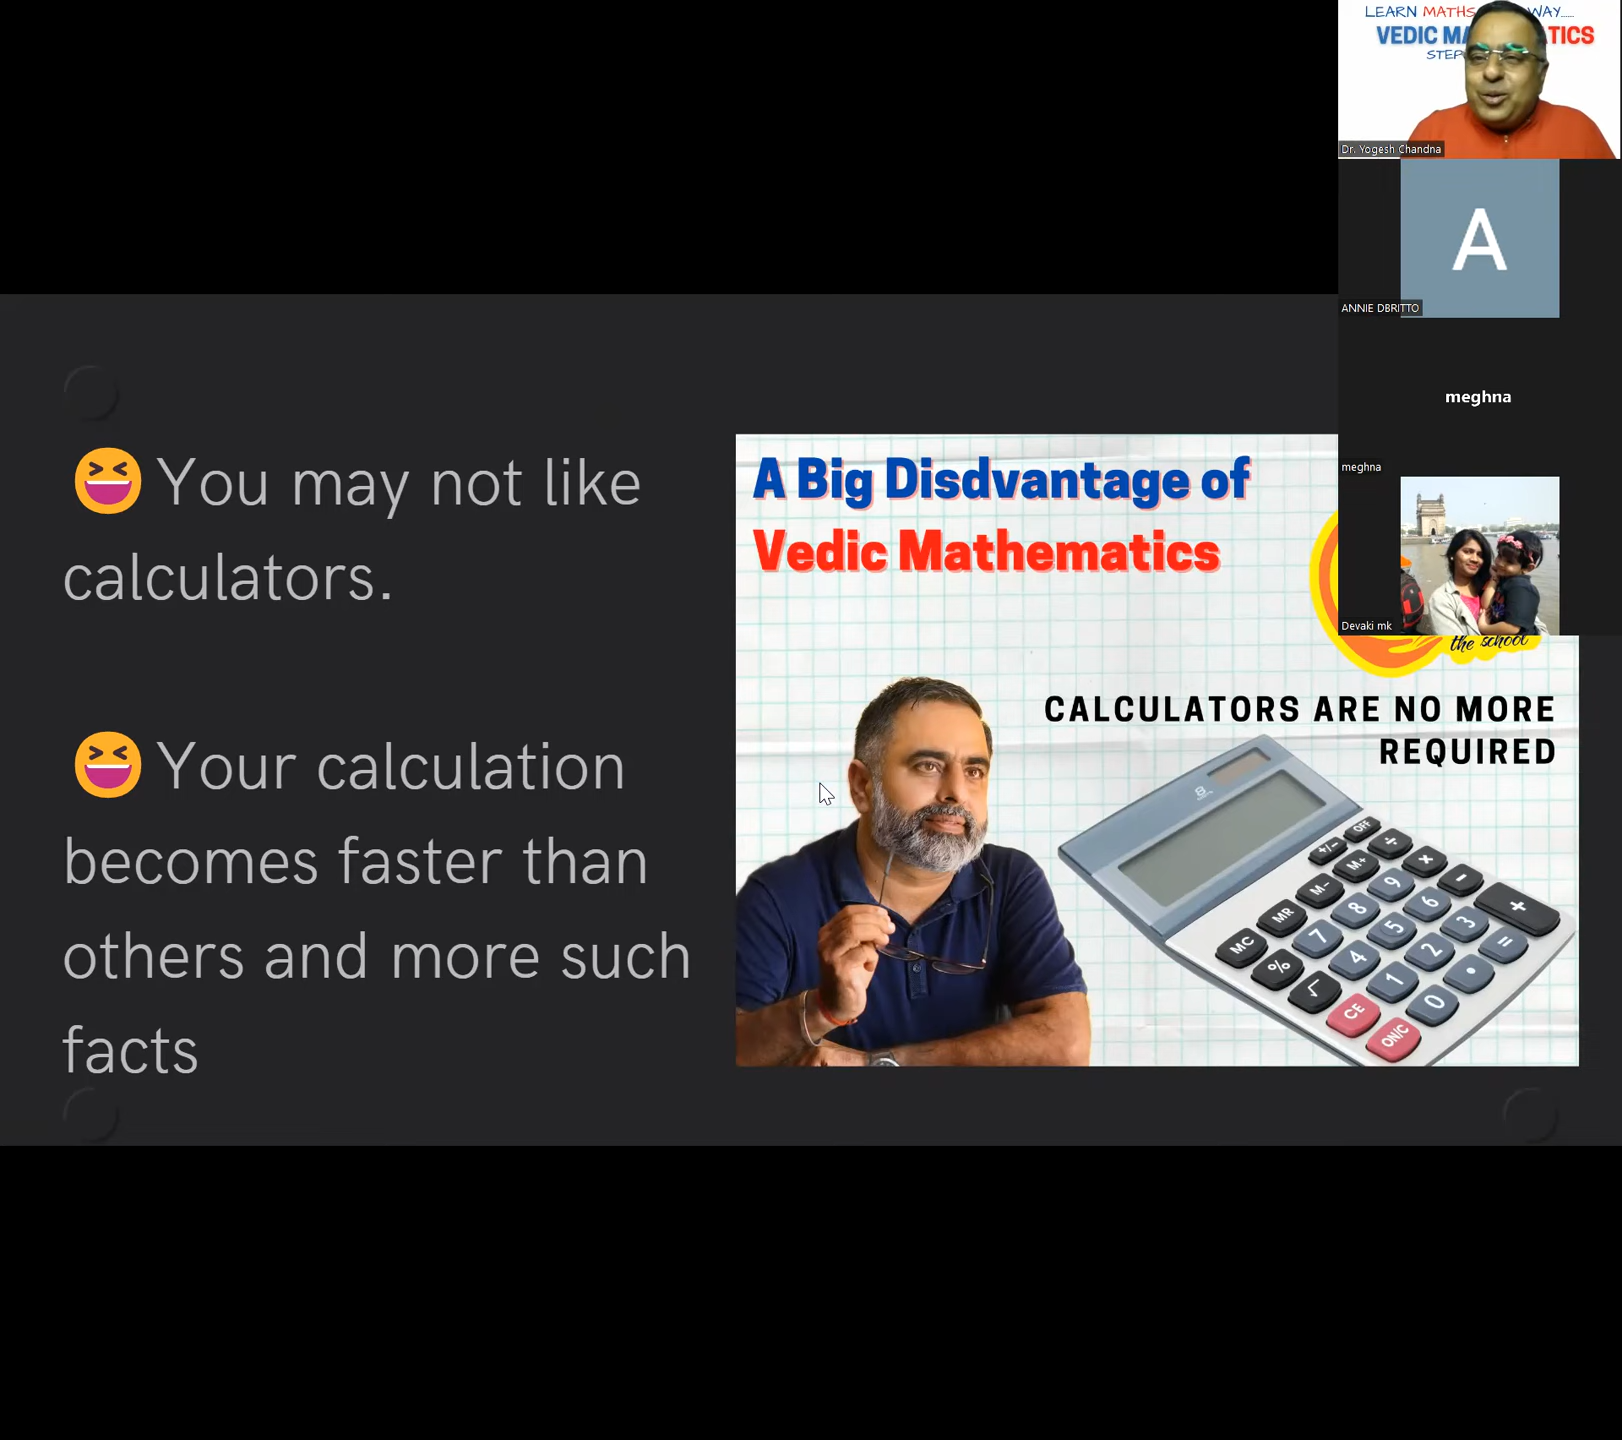 LEARN MATHS WAY......
VEDIC MA TICS
STEP
Dr. Yogesh Chandna
A
ANNIE DBRITTO
meghna
meghna
Devaki mk
😆 You may not like
calculators.
😆 Your calculation
becomes faster than
others and more such
facts
A Big Disdvantage of
Vedic Mathematics
the school
CALCULATORS ARE NO MORE
REQUIRED
8
OFF
+/- ÷
M+ ×
M- 9 -
MR 8 6 +
MC 7 5 3
% 4 2 =
√ 1 •
CE 0
ON/C